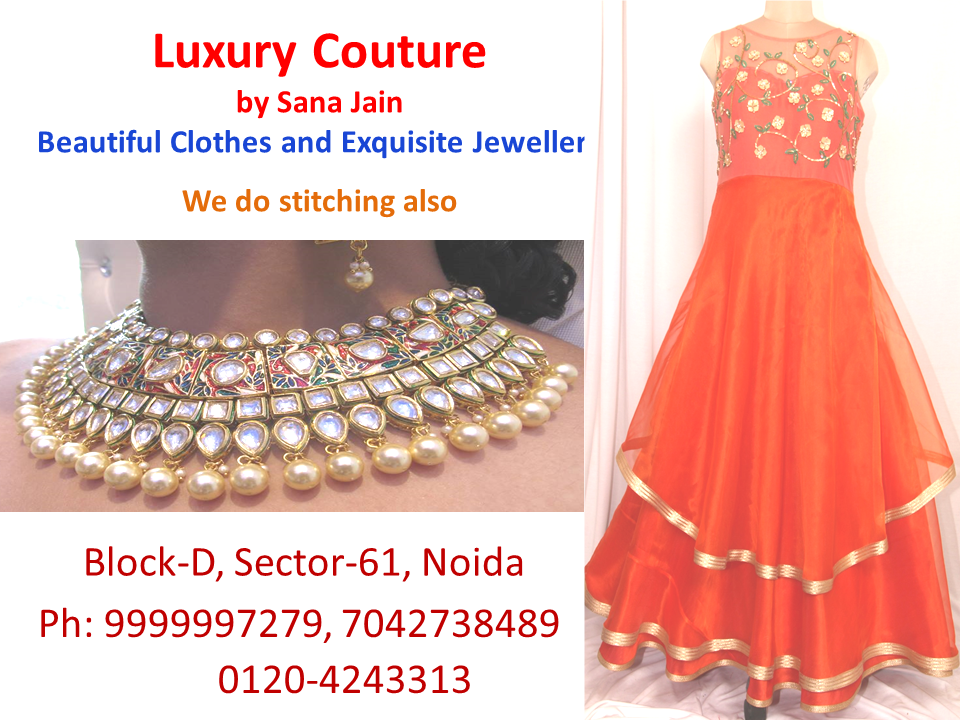 Luxury Couture
by Sana Jain
Beautiful Clothes and Exquisite Jeweller
We do stitching also
Block-D, Sector-61, Noida
Ph: 9999997279, 7042738489
0120-4243313